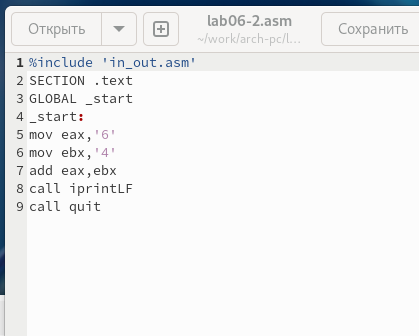 Открыть
lab06-2.asm
~/work/arch-pc/l...
Сохранить
1 %include 'in_out.asm'
2 SECTION .text
3 GLOBAL _start
4 _start:
5 mov eax,'6'
6 mov ebx,'4'
7 add eax,ebx
8 call iprintLF
9 call quit